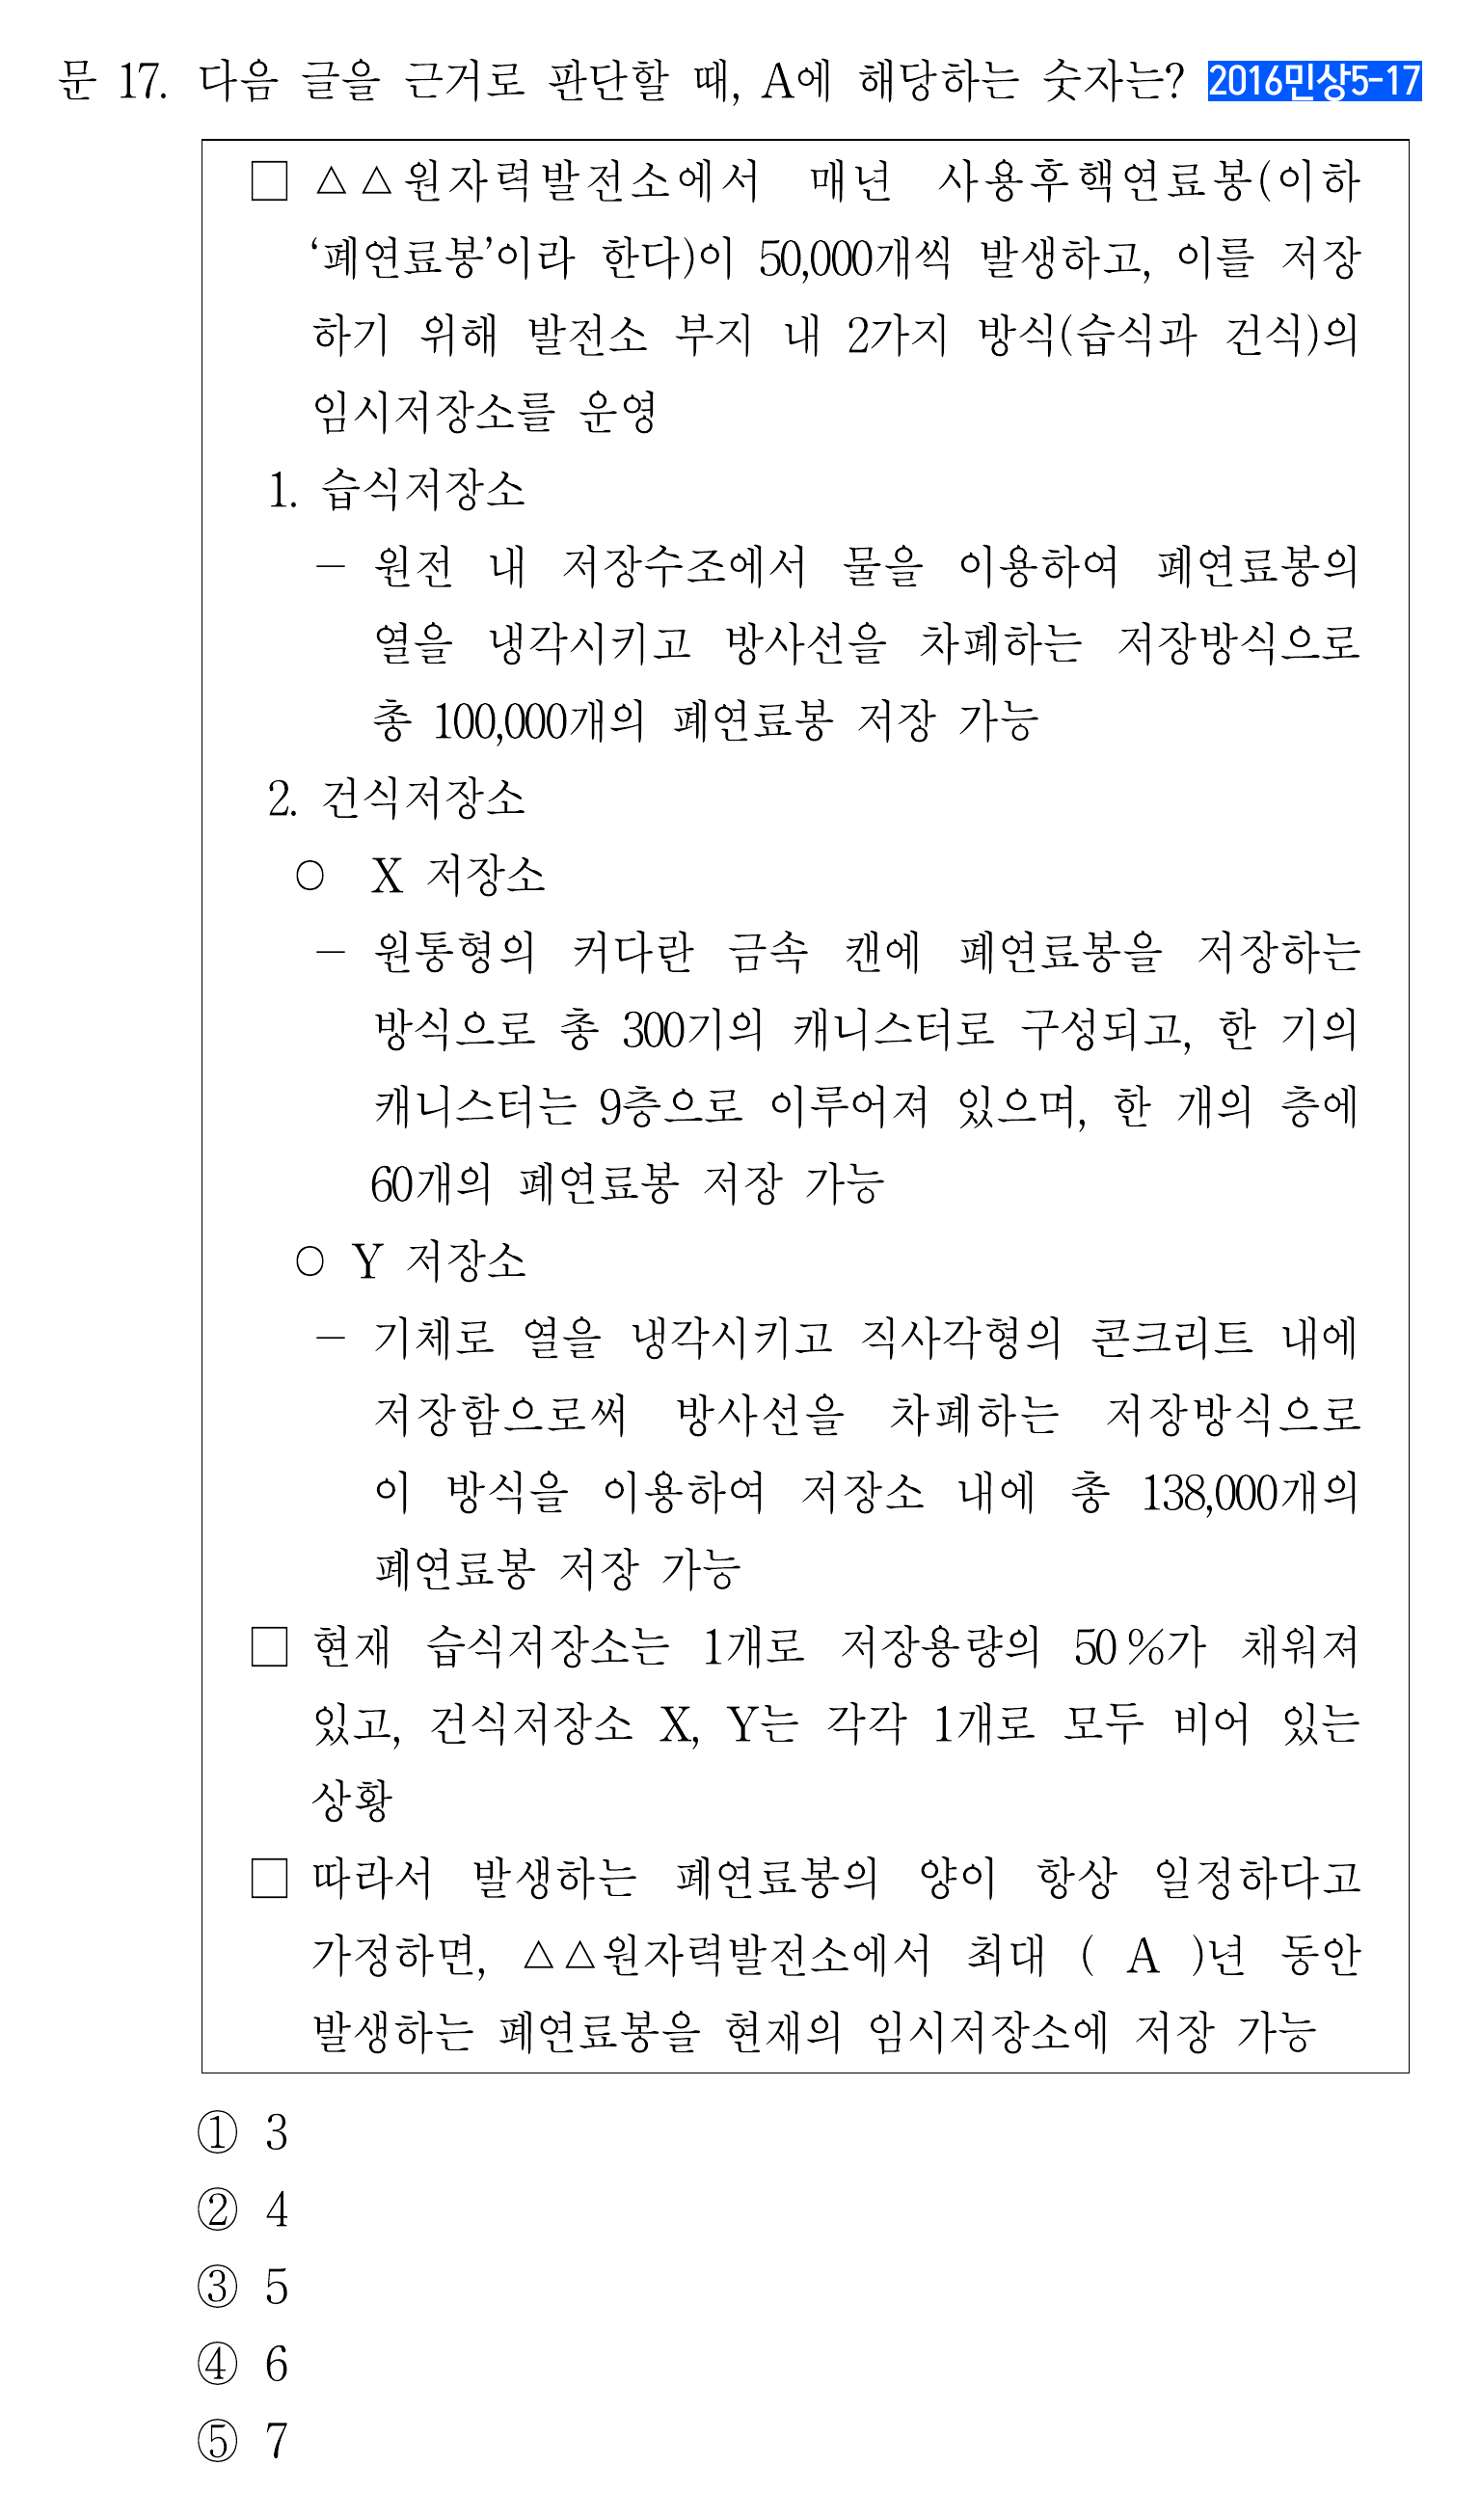 문 17. 다음 글을 근거로 판단할 때, A에 해당하는 숫자는? 2016민상5-17
□ △△원자력발전소에서 매년 사용후핵연료봉(이하
‘폐연료봉’이라 한다)이 50,000개씩 발생하고, 이를 저장
하기 위해 발전소 부지 내 2가지 방식(습식과 건식)의
임시저장소를 운영
1. 습식저장소
- 원전 내 저장수조에서 물을 이용하여 폐연료봉의
열을 냉각시키고 방사선을 차폐하는 저장방식으로
총 100,000개의 폐연료봉 저장 가능
2. 건식저장소
○ X 저장소
- 원통형의 커다란 금속 캔에 폐연료봉을 저장하는
방식으로 총 300기의 캐니스터로 구성되고, 한 기의
캐니스터는 9층으로 이루어져 있으며, 한 개의 층에
60개의 폐연료봉 저장 가능
○ Y 저장소
- 기체로 열을 냉각시키고 직사각형의 콘크리트 내에
저장함으로써 방사선을 차폐하는 저장방식으로
이 방식을 이용하여 저장소 내에 총 138,000개의
폐연료봉 저장 가능
□ 현재 습식저장소는 1개로 저장용량의 50%가 채워져
있고, 건식저장소 X, Y는 각각 1개로 모두 비어 있는
상황
□ 따라서 발생하는 폐연료봉의 양이 항상 일정하다고
가정하면, △△원자력발전소에서 최대 ( A )년 동안
발생하는 폐연료봉을 현재의 임시저장소에 저장 가능
① 3
② 4
③ 5
④ 6
⑤ 7